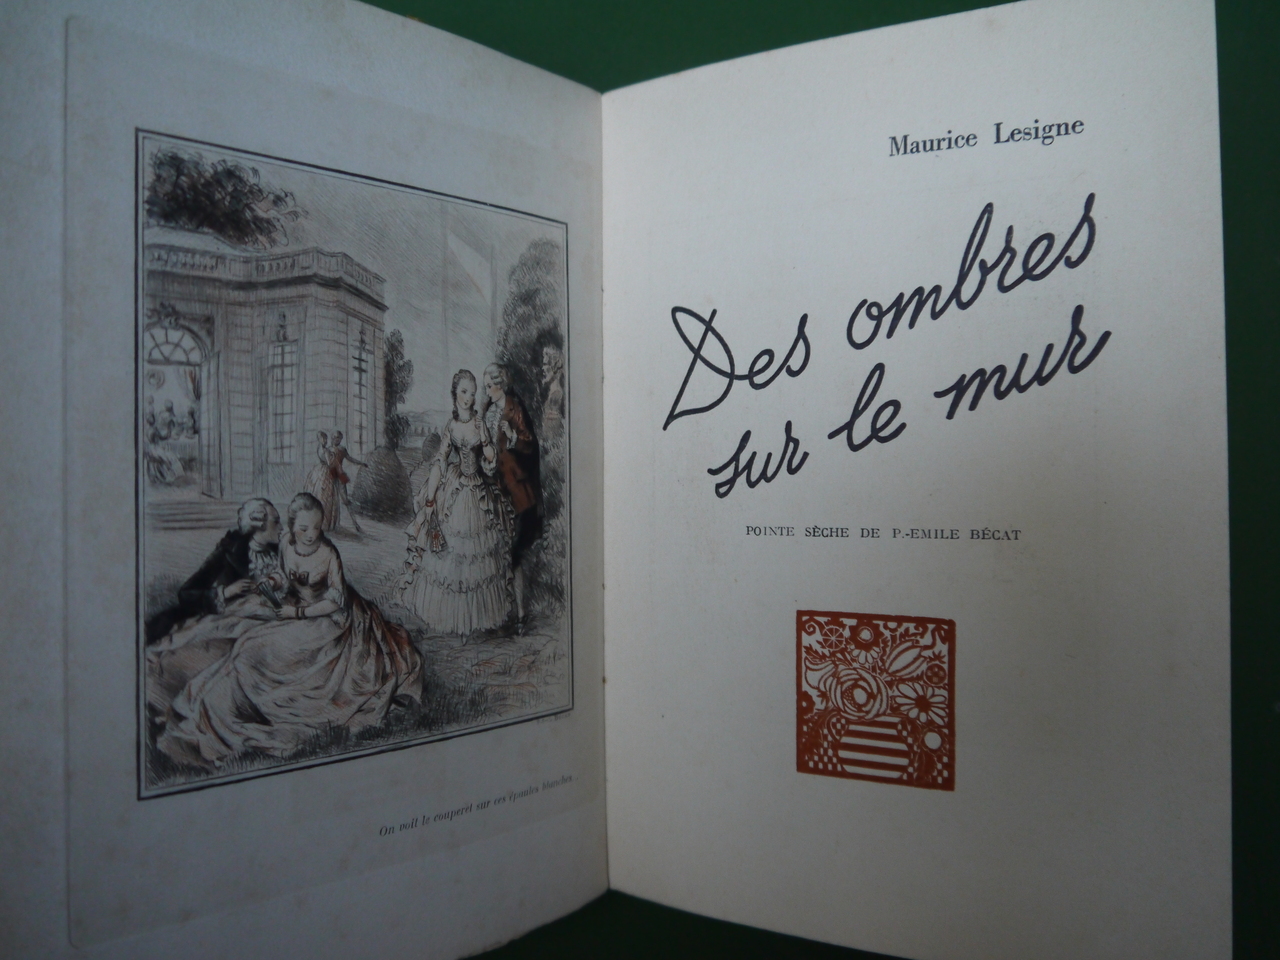 On voit le couperet sur ces épaules blanches...
Maurice Lesigne
Des ombres
sur le mur
POINTE SÈCHE DE P.-EMILE BÉCAT